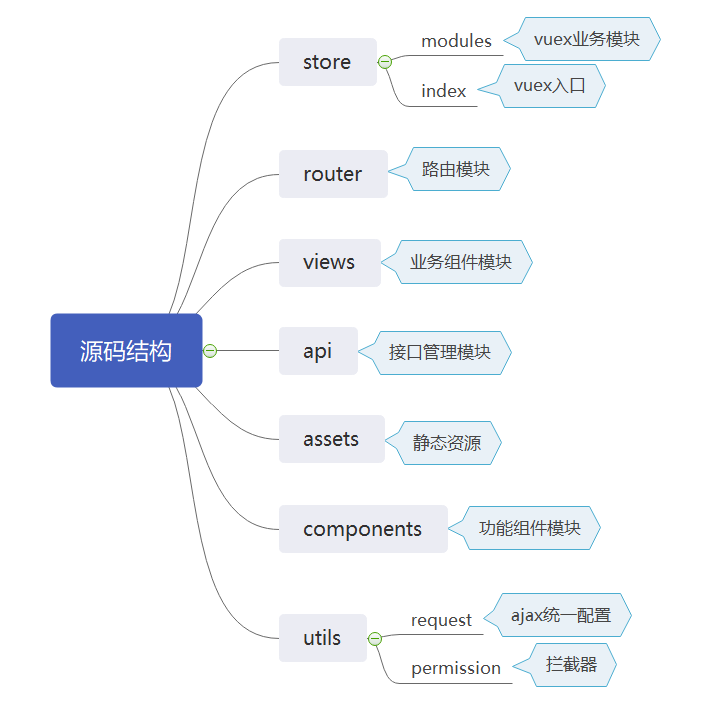 源码结构
store
modules
vuex业务模块
index
vuex入口
router
路由模块
views
业务组件模块
api
接口管理模块
assets
静态资源
components
功能组件模块
utils
request
ajax统一配置
permission
拦截器